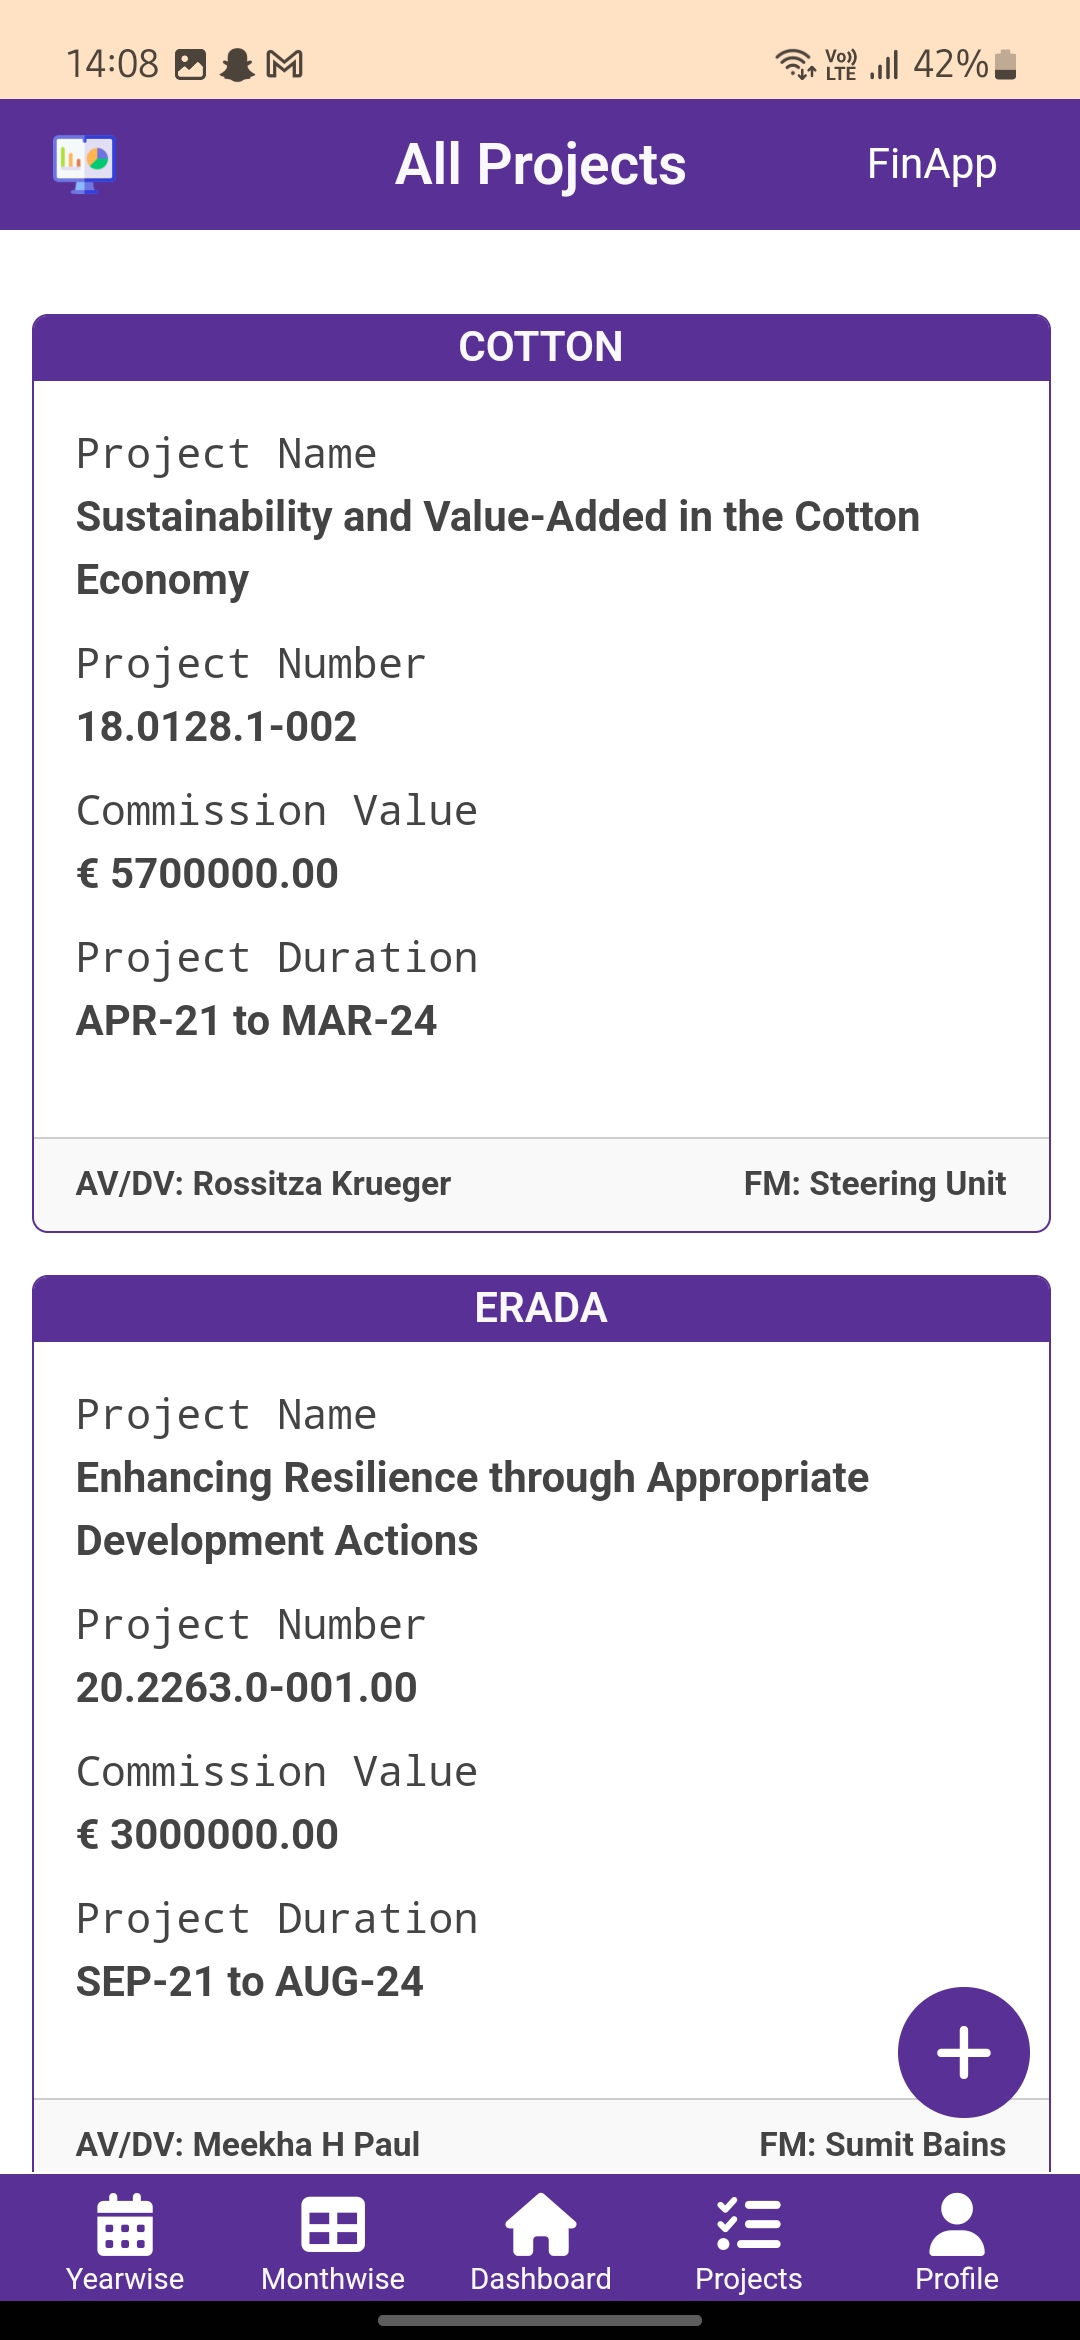 14:08
Vo)) LTE
42%
All Projects
FinApp
COTTON
Project Name
Sustainability and Value-Added in the Cotton
Economy
Project Number
18.0128.1-002
Commission Value
€ 5700000.00
Project Duration
APR-21 to MAR-24
AV/DV: Rossitza Krueger
FM: Steering Unit
ERADA
Project Name
Enhancing Resilience through Appropriate
Development Actions
Project Number
20.2263.0-001.00
Commission Value
€ 3000000.00
Project Duration
SEP-21 to AUG-24
AV/DV: Meekha H Paul
FM: Sumit Bains
Yearwise
Monthwise
Dashboard
Projects
Profile